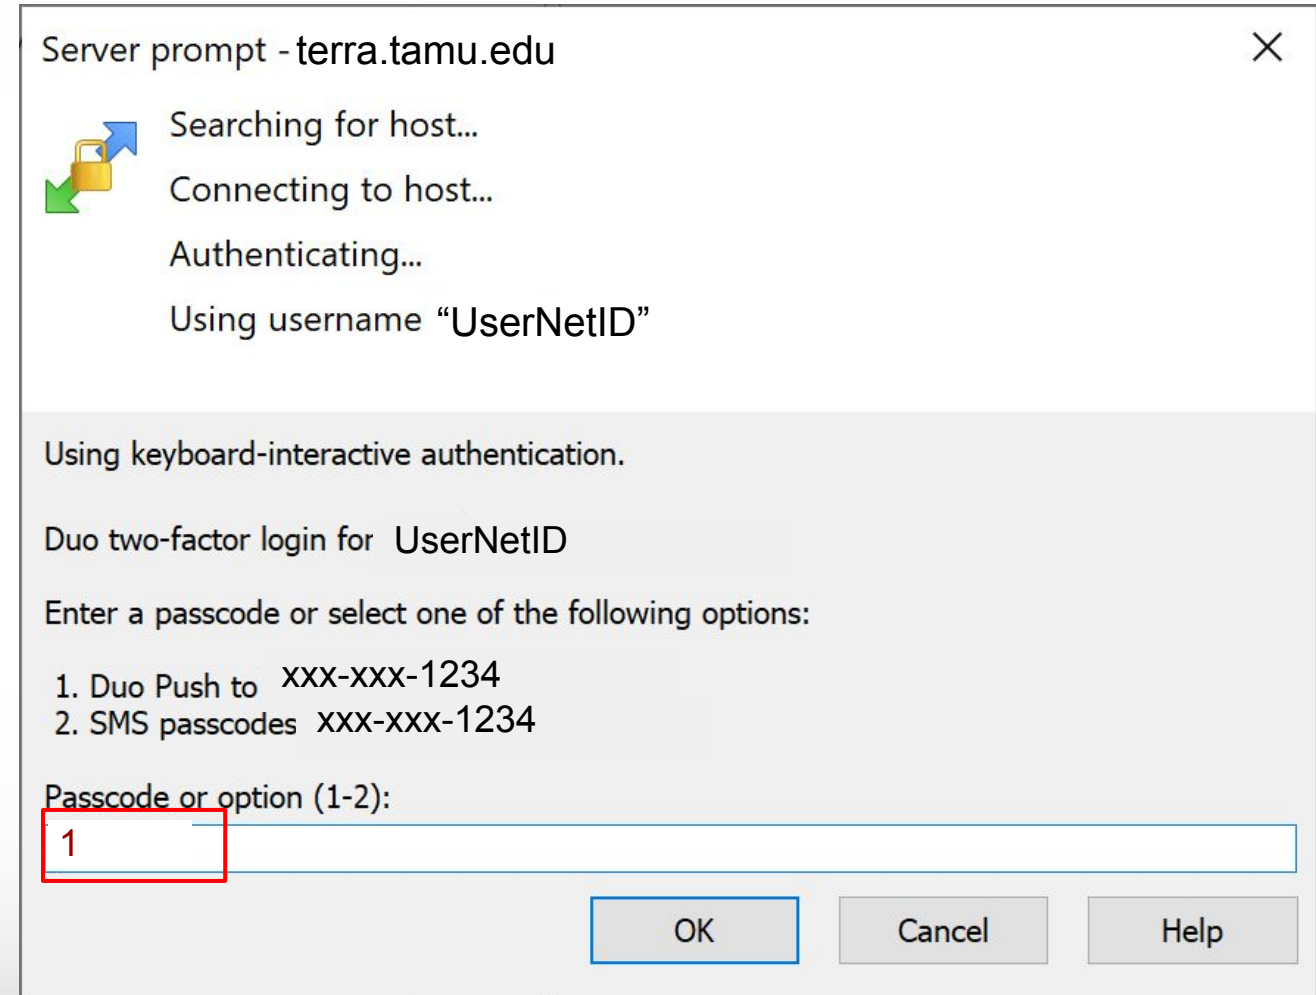 Server prompt - terra.tamu.edu
Searching for host...
Connecting to host...
Authenticating...
Using username “UserNetID”
Using keyboard-interactive authentication.
Duo two-factor login for UserNetID
Enter a passcode or select one of the following options:
1. Duo Push to xxx-xxx-1234
2. SMS passcodes xxx-xxx-1234
Passcode or option (1-2):
1
OK Cancel Help